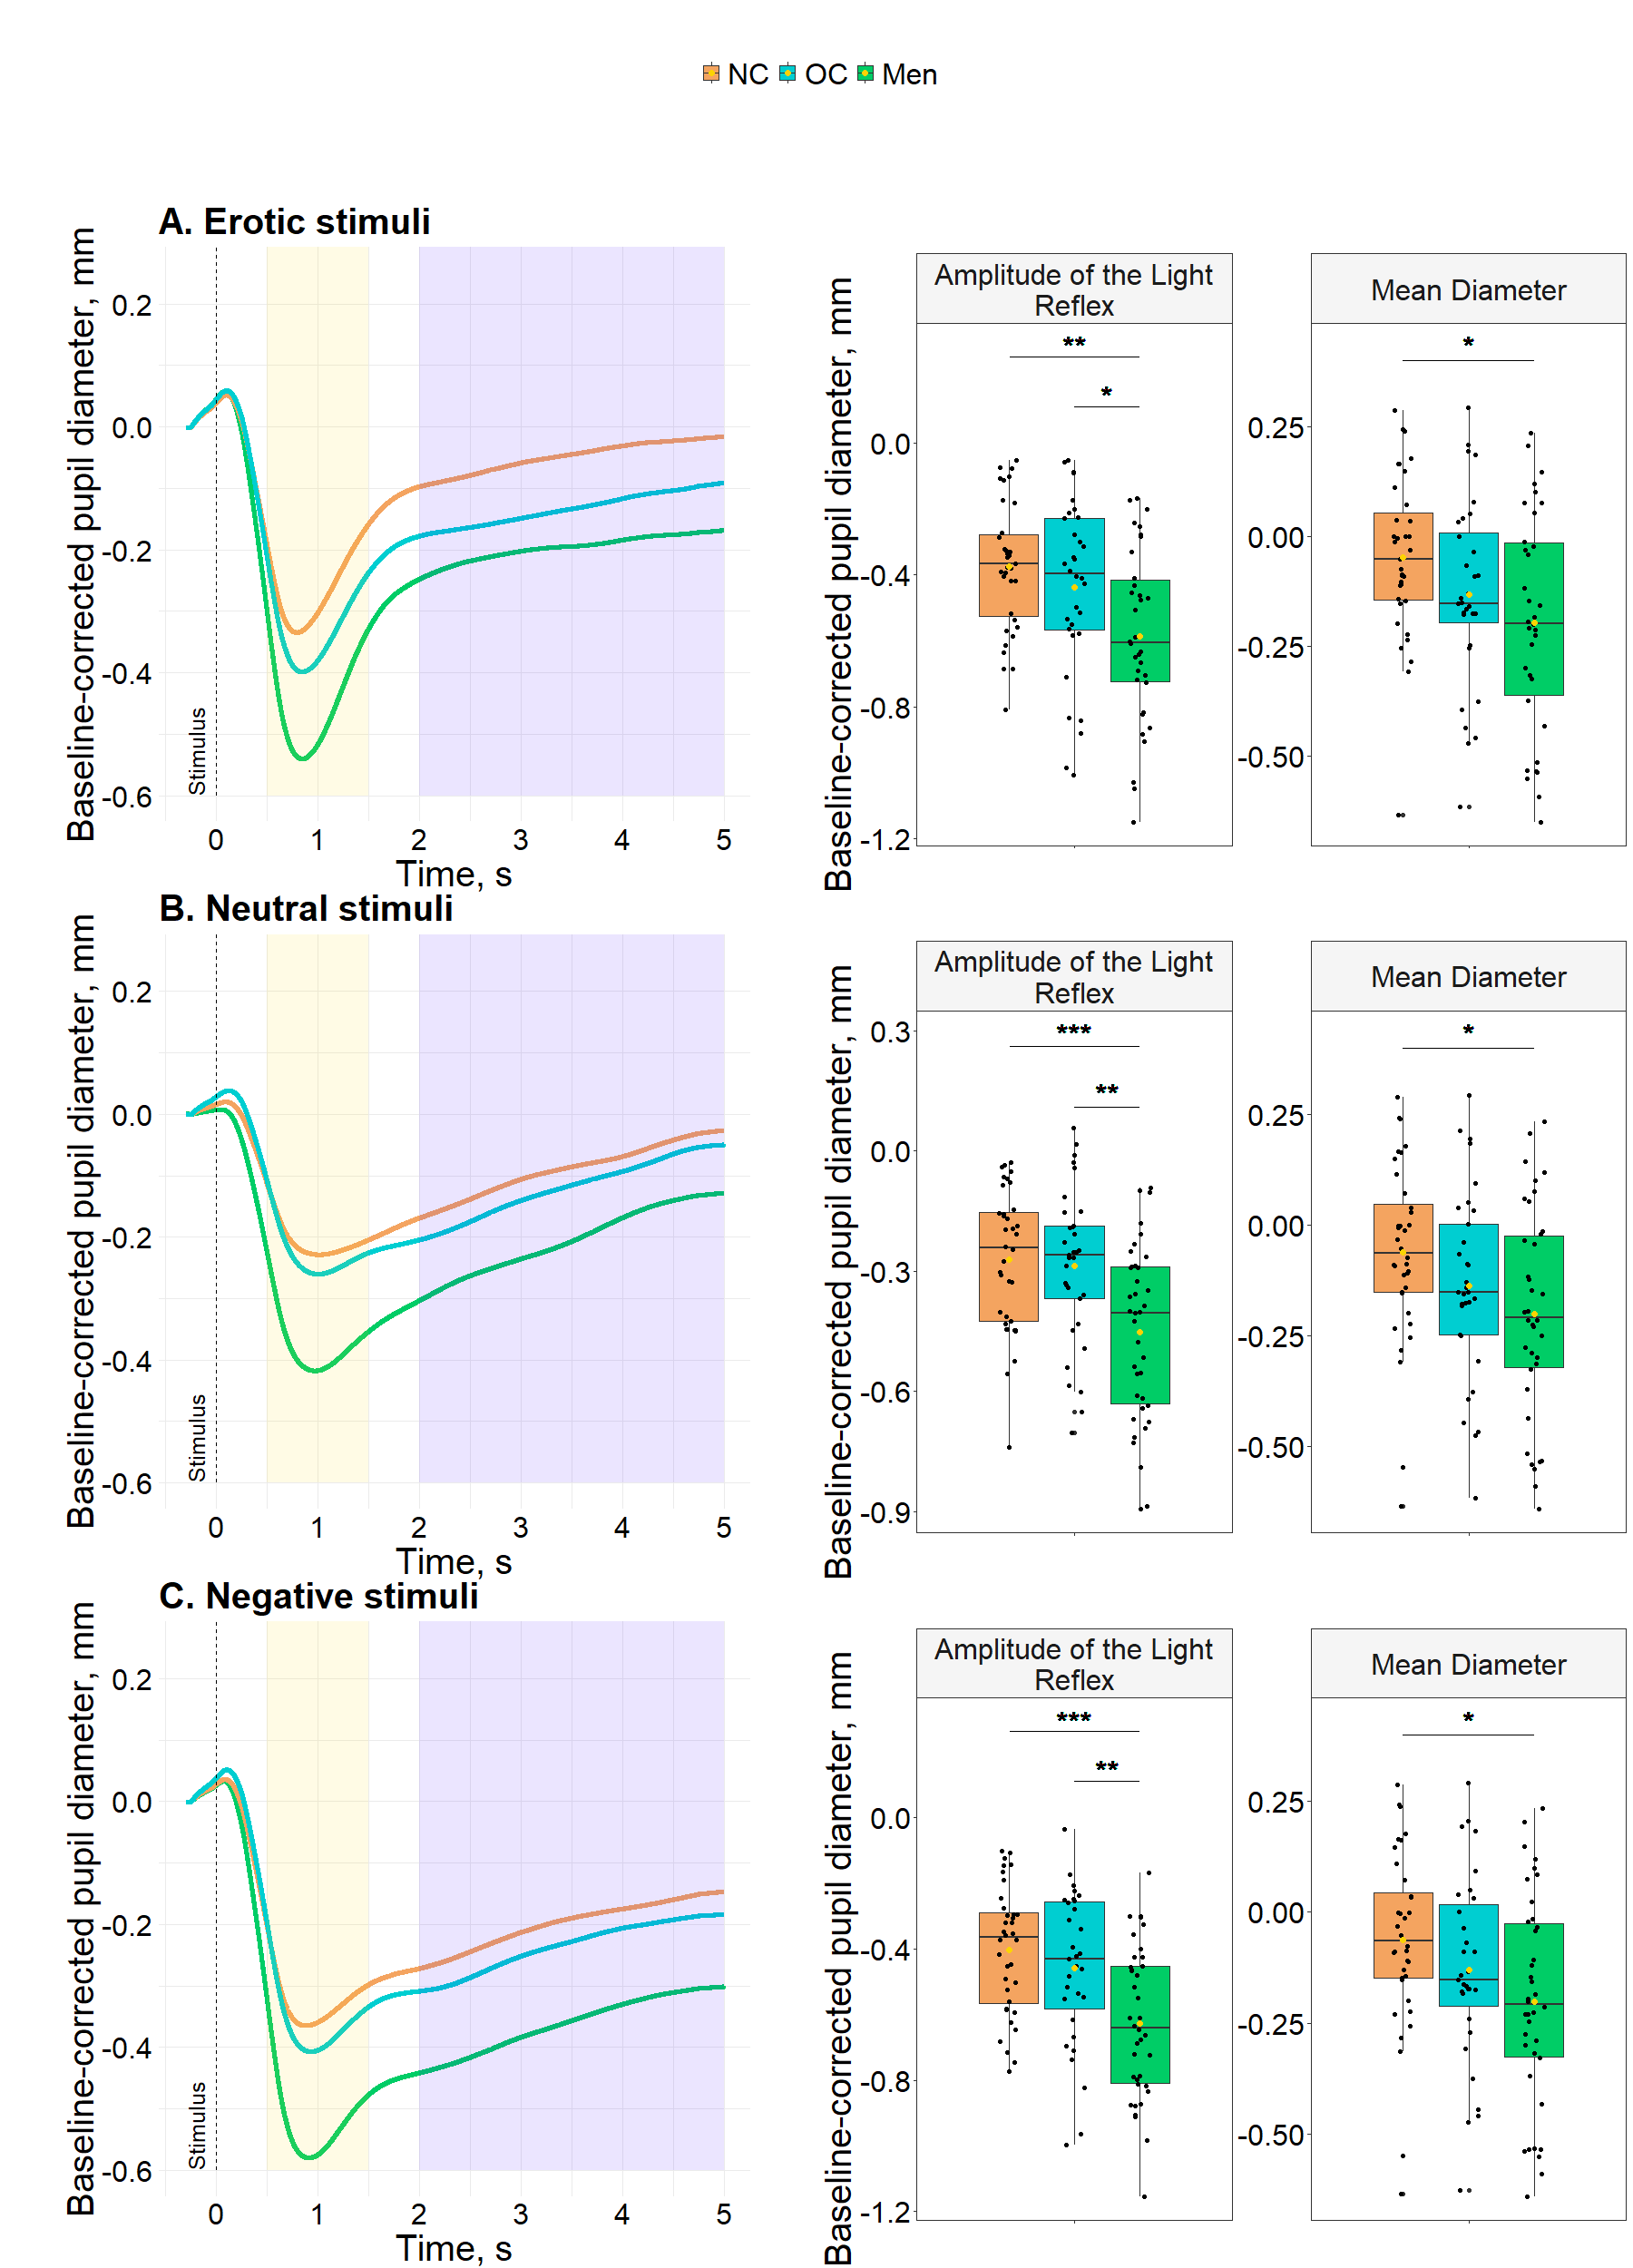 NC OC Men
A. Erotic stimuli
Baseline-corrected pupil diameter, mm
0.2
0.0
-0.2
-0.4
-0.6
Stimulus
0 1 2 3 4 5
Time, s
Baseline-corrected pupil diameter, mm
Amplitude of the Light
Reflex
**
*
0.0
-0.4
-0.8
-1.2
Mean Diameter
*
0.25
0.00
-0.25
-0.50
B. Neutral stimuli
Baseline-corrected pupil diameter, mm
0.2
0.0
-0.2
-0.4
-0.6
Stimulus
0 1 2 3 4 5
Time, s
Baseline-corrected pupil diameter, mm
Amplitude of the Light
Reflex
***
**
0.3
0.0
-0.3
-0.6
-0.9
Mean Diameter
*
0.25
0.00
-0.25
-0.50
C. Negative stimuli
Baseline-corrected pupil diameter, mm
0.2
0.0
-0.2
-0.4
-0.6
Stimulus
0 1 2 3 4 5
Time, s
Baseline-corrected pupil diameter, mm
Amplitude of the Light
Reflex
***
**
0.0
-0.4
-0.8
-1.2
Mean Diameter
*
0.25
0.00
-0.25
-0.50